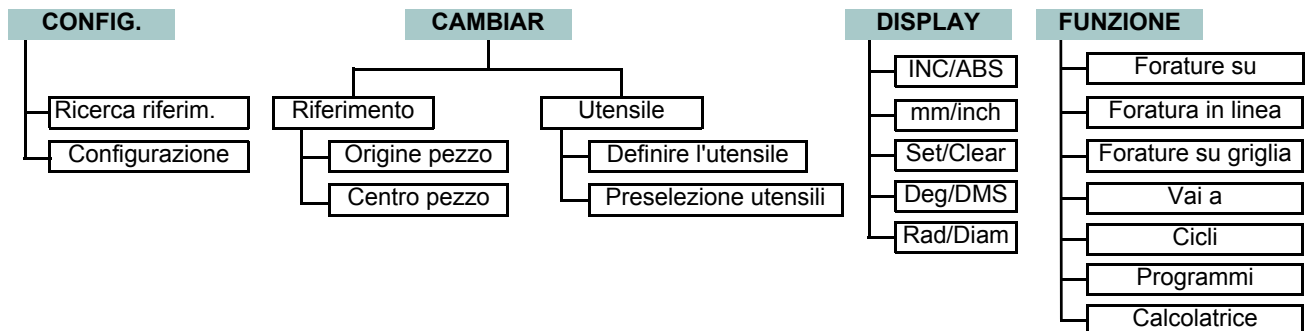 CONFIG.
Ricerca riferim.
Configurazione
CAMBIAR
Riferimento
Origine pezzo
Centro pezzo
Utensile
Definire l'utensile
Preselezione utensili
DISPLAY
INC/ABS
mm/inch
Set/Clear
Deg/DMS
Rad/Diam
FUNZIONE
Forature su
Foratura in linea
Forature su griglia
Vai a
Cicli
Programmi
Calcolatrice